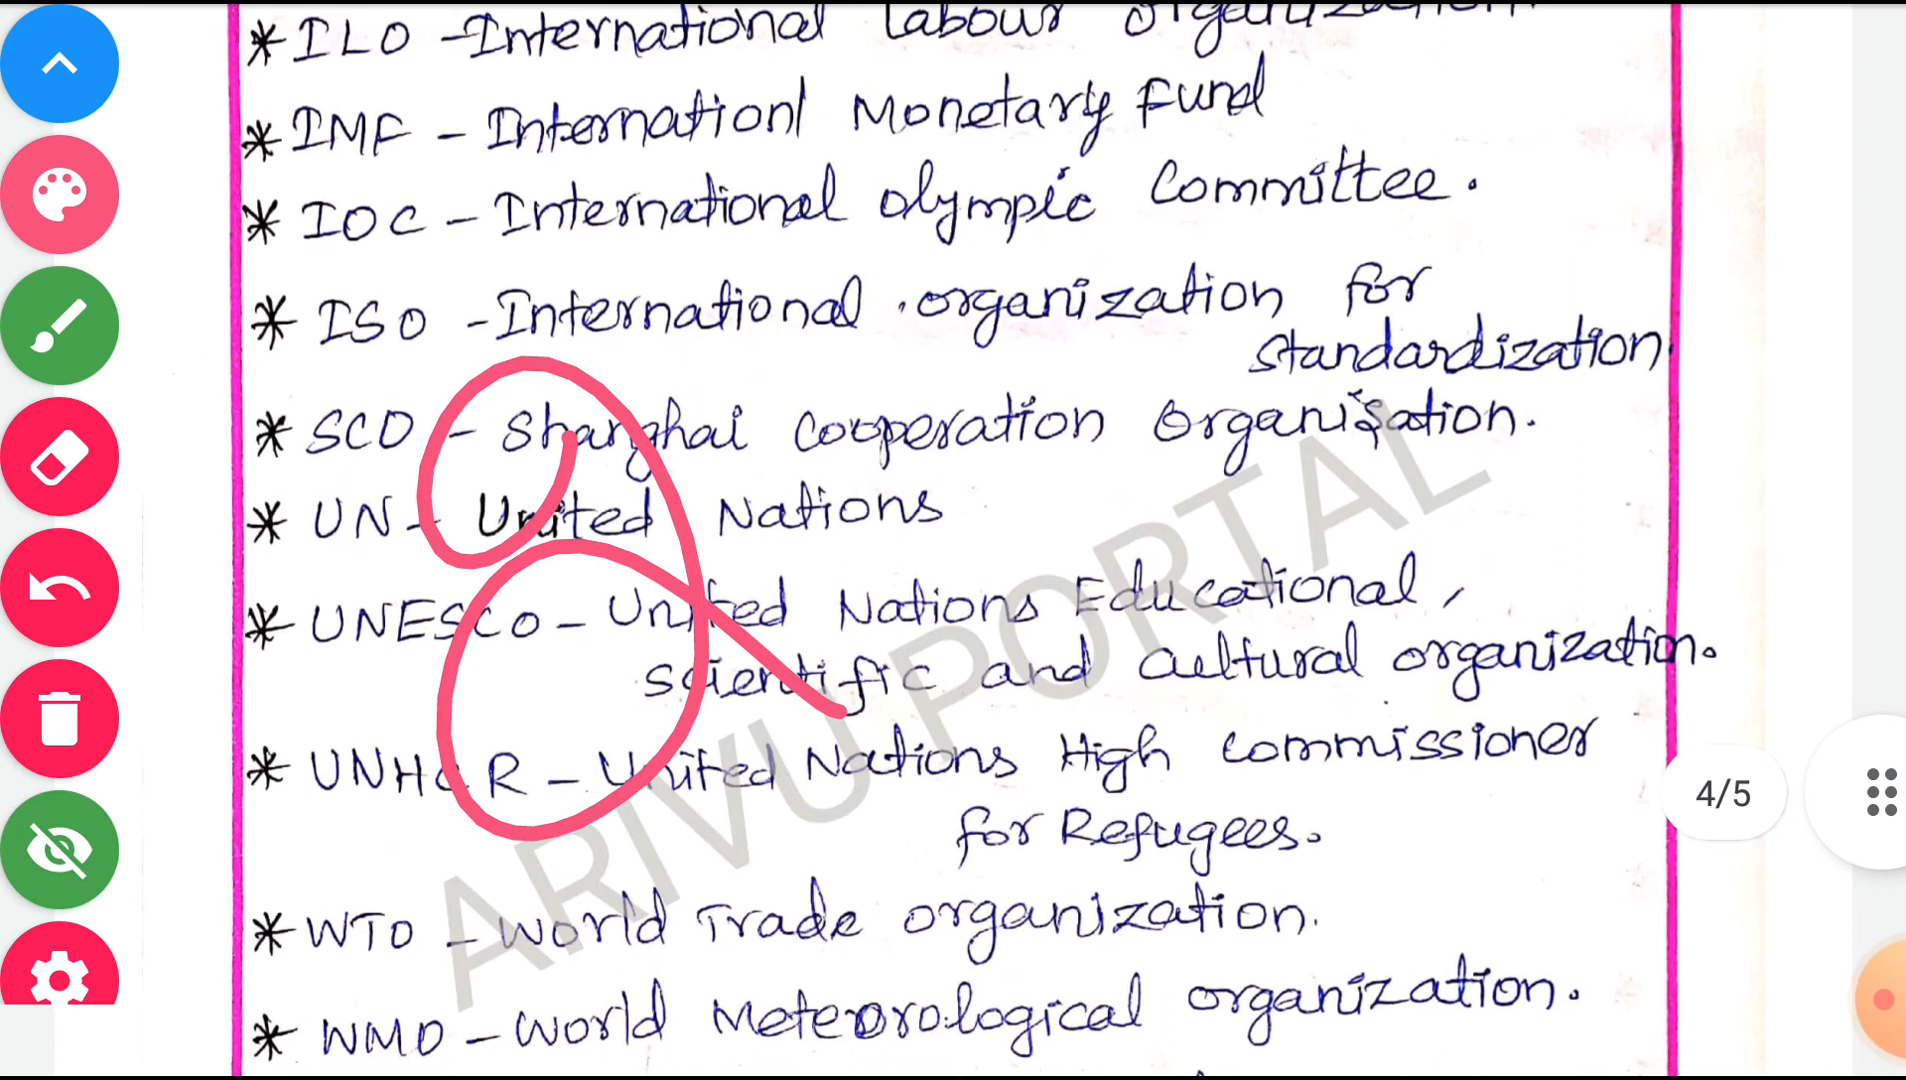 * ILO - International Labour Organization.
* IMF - Internationl Monetary Fund
* IOC - International Olympic Committee.
* ISO - International organization for
Standardization.
* SCO - Shanghai Cooperation Organisation.
* UN - United Nations
* UNESCO - United Nations Educational,
Scientific and Cultural organization.
* UNHCR - United Nations High Commissioner
for Refugees.
* WTO - World Trade Organization.
* WMO - World Meteorological Organization.
ARIVU PORTAL
4/5